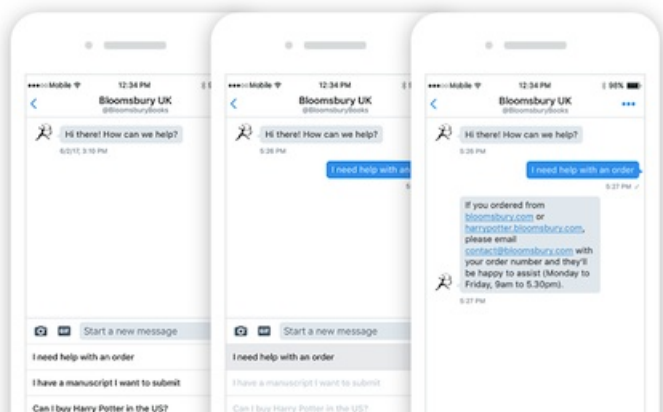 Mobile 12:34 PM
Bloomsbury UK
@BloomsburyBooks
Hi there! How can we help?
6/2/17, 3:10 PM
Start a new message
I need help with an order
I have a manuscript I want to submit
Can I buy Harry Potter in the US?
Mobile 12:34 PM
Bloomsbury UK
@BloomsburyBooks
Hi there! How can we help?
5:26 PM
I need help with an
Start a new message
I need help with an order
I have a manuscript I want to submit
Can I buy Harry Potter in the US?
Mobile 12:34 PM 98%
Bloomsbury UK
@BloomsburyBooks
Hi there! How can we help?
5:26 PM
I need help with an order
5:27 PM
If you ordered from
bloomsbury.com or
harrypotter.bloomsbury.com,
please email
contact@bloomsbury.com with
your order number and they'll
be happy to assist (Monday to
Friday, 9am to 5.30pm).
5:27 PM